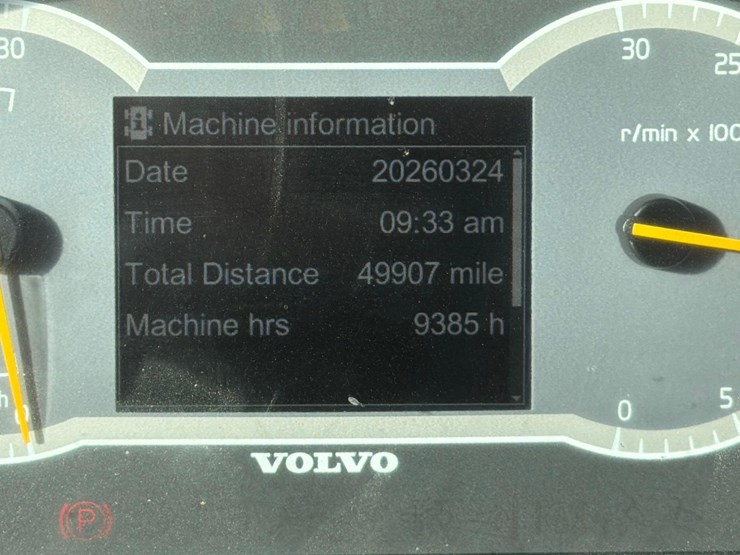 30
30
25
Machine information
r/min x 100
Date 20260324
Time 09:33 am
Total Distance 49907 mile
Machine hrs 9385 h
h
0
0
5
VOLVO
P